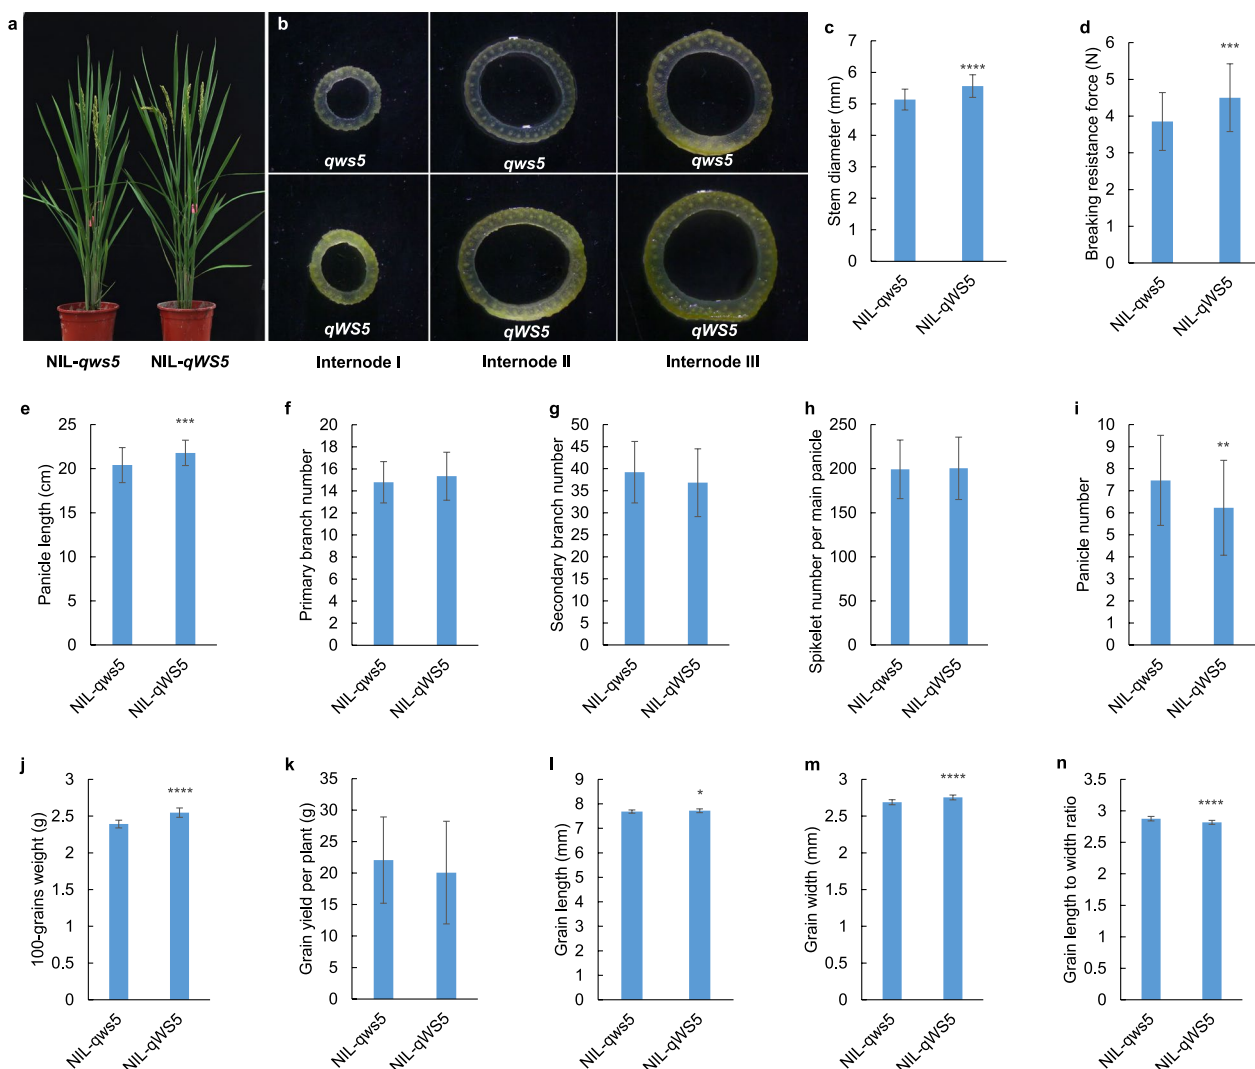 a
NIL-qws5 NIL-qWS5
b
qws5 qws5 qws5
qWS5 qWS5 qWS5
Internode I Internode II Internode III
c
Stem diameter (mm)
7
6
5
4
3
2
1
0
****
NIL-qws5
NIL-qWS5
d
Breaking resistance force (N)
6
5
4
3
2
1
0
***
NIL-qws5
NIL-qWS5
e
Panicle length (cm)
25
20
15
10
5
0
***
NIL-qws5
NIL-qWS5
f
Primary branch number
20
18
16
14
12
10
8
6
4
2
0
NIL-qws5
NIL-qWS5
g
Secondary branch number
50
45
40
35
30
25
20
15
10
5
0
NIL-qws5
NIL-qWS5
h
Spikelet number per main panicle
250
200
150
100
50
0
NIL-qws5
NIL-qWS5
i
Panicle number
10
9
8
7
6
5
4
3
2
1
0
**
NIL-qws5
NIL-qWS5
j
100-grains weight (g)
3
2.5
2
1.5
1
0.5
0
****
NIL-qws5
NIL-qWS5
k
Grain yield per plant (g)
35
30
25
20
15
10
5
0
NIL-qws5
NIL-qWS5
l
Grain length (mm)
9
8
7
6
5
4
3
2
1
0
*
NIL-qws5
NIL-qWS5
m
Grain width (mm)
3
2.5
2
1.5
1
0.5
0
****
NIL-qws5
NIL-qWS5
n
Grain length to width ratio
3.5
3
2.5
2
1.5
1
0.5
0
****
NIL-qws5
NIL-qWS5